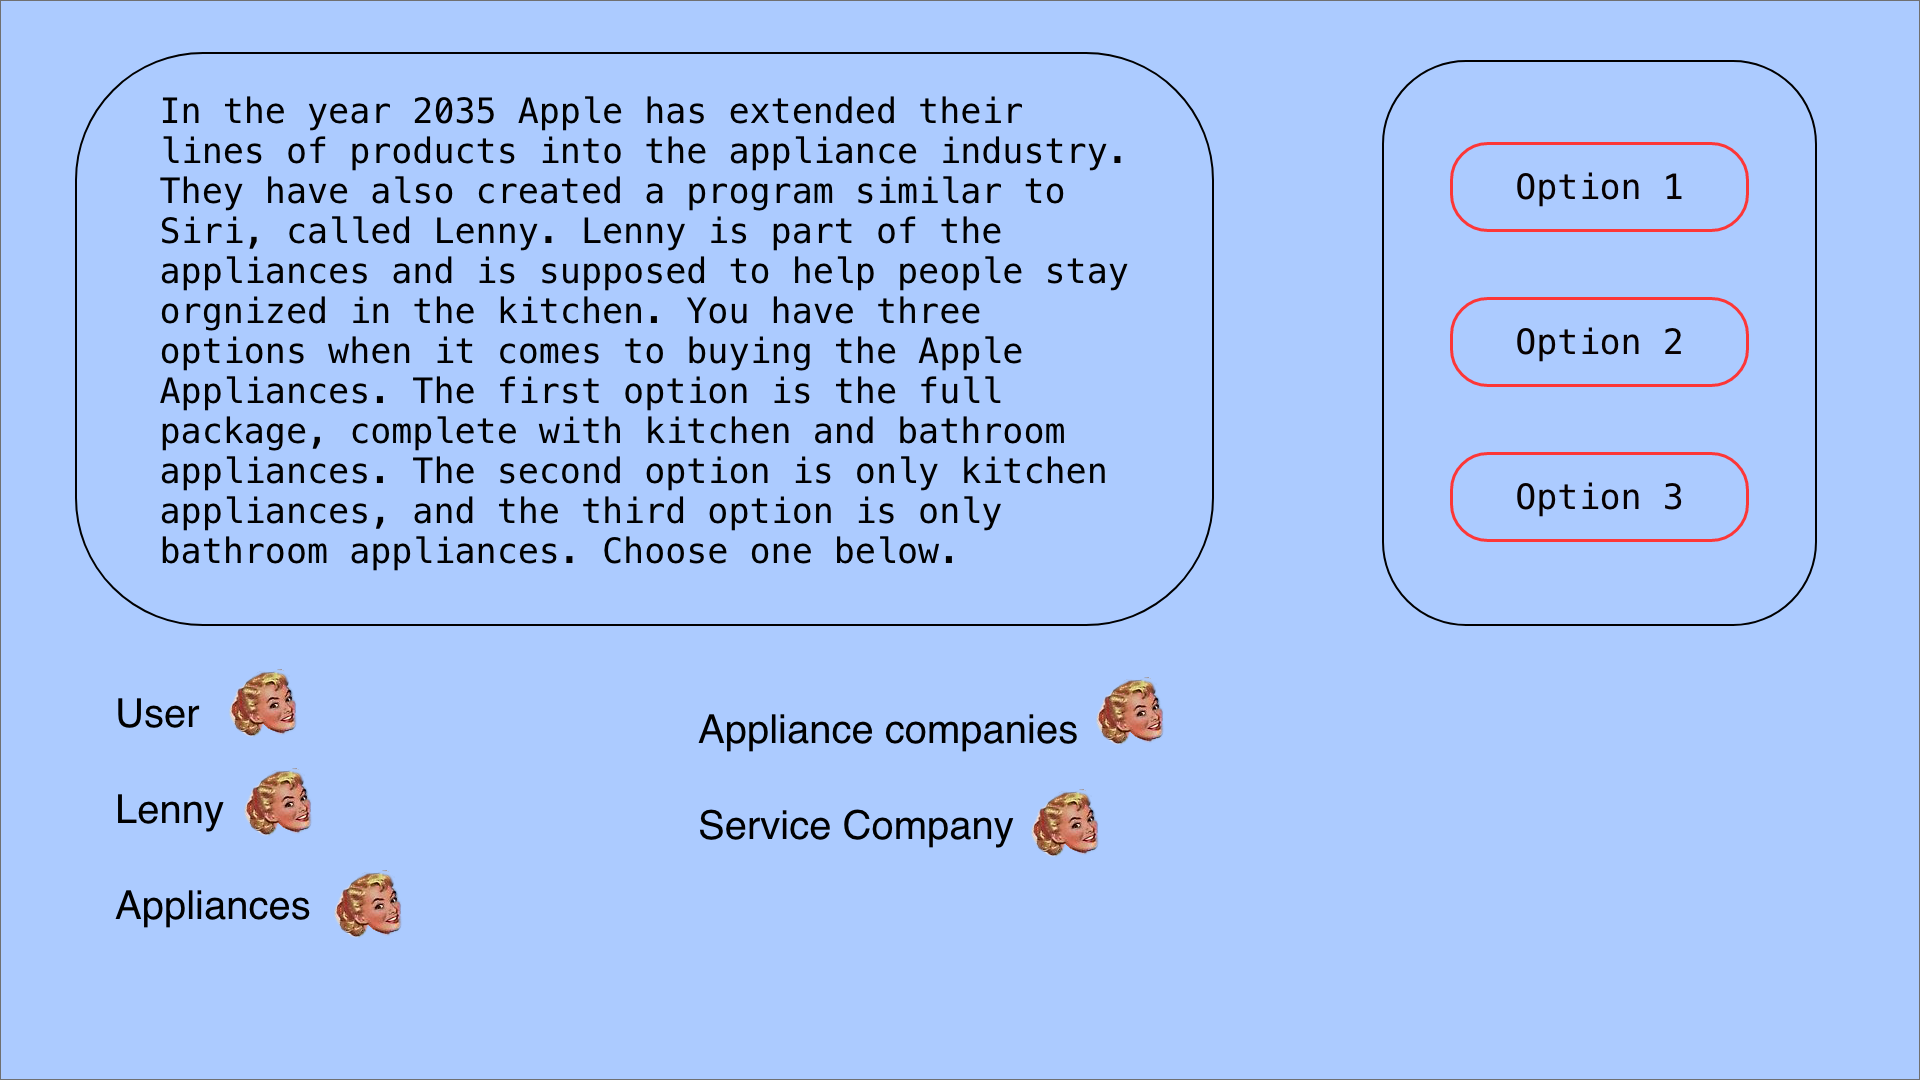 In the year 2035 Apple has extended their
lines of products into the appliance industry.
They have also created a program similar to
Siri, called Lenny. Lenny is part of the
appliances and is supposed to help people stay
orgnized in the kitchen. You have three
options when it comes to buying the Apple
Appliances. The first option is the full
package, complete with kitchen and bathroom
appliances. The second option is only kitchen
appliances, and the third option is only
bathroom appliances. Choose one below.
Option 1
Option 2
Option 3
User
Lenny
Appliances
Appliance companies
Service Company